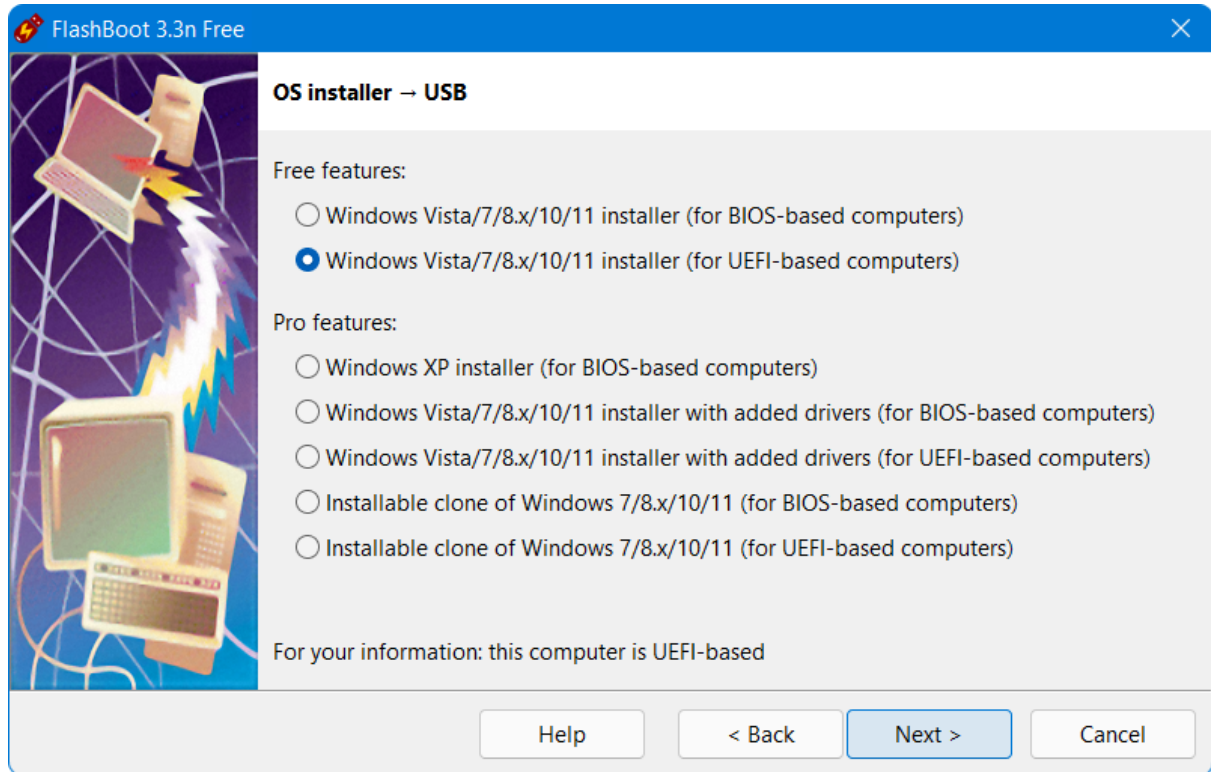 FlashBoot 3.3n Free
OS installer → USB
Free features:
Windows Vista/7/8.x/10/11 installer (for BIOS-based computers)
Windows Vista/7/8.x/10/11 installer (for UEFI-based computers)
Pro features:
Windows XP installer (for BIOS-based computers)
Windows Vista/7/8.x/10/11 installer with added drivers (for BIOS-based computers)
Windows Vista/7/8.x/10/11 installer with added drivers (for UEFI-based computers)
Installable clone of Windows 7/8.x/10/11 (for BIOS-based computers)
Installable clone of Windows 7/8.x/10/11 (for UEFI-based computers)
For your information: this computer is UEFI-based
Help < Back Next > Cancel